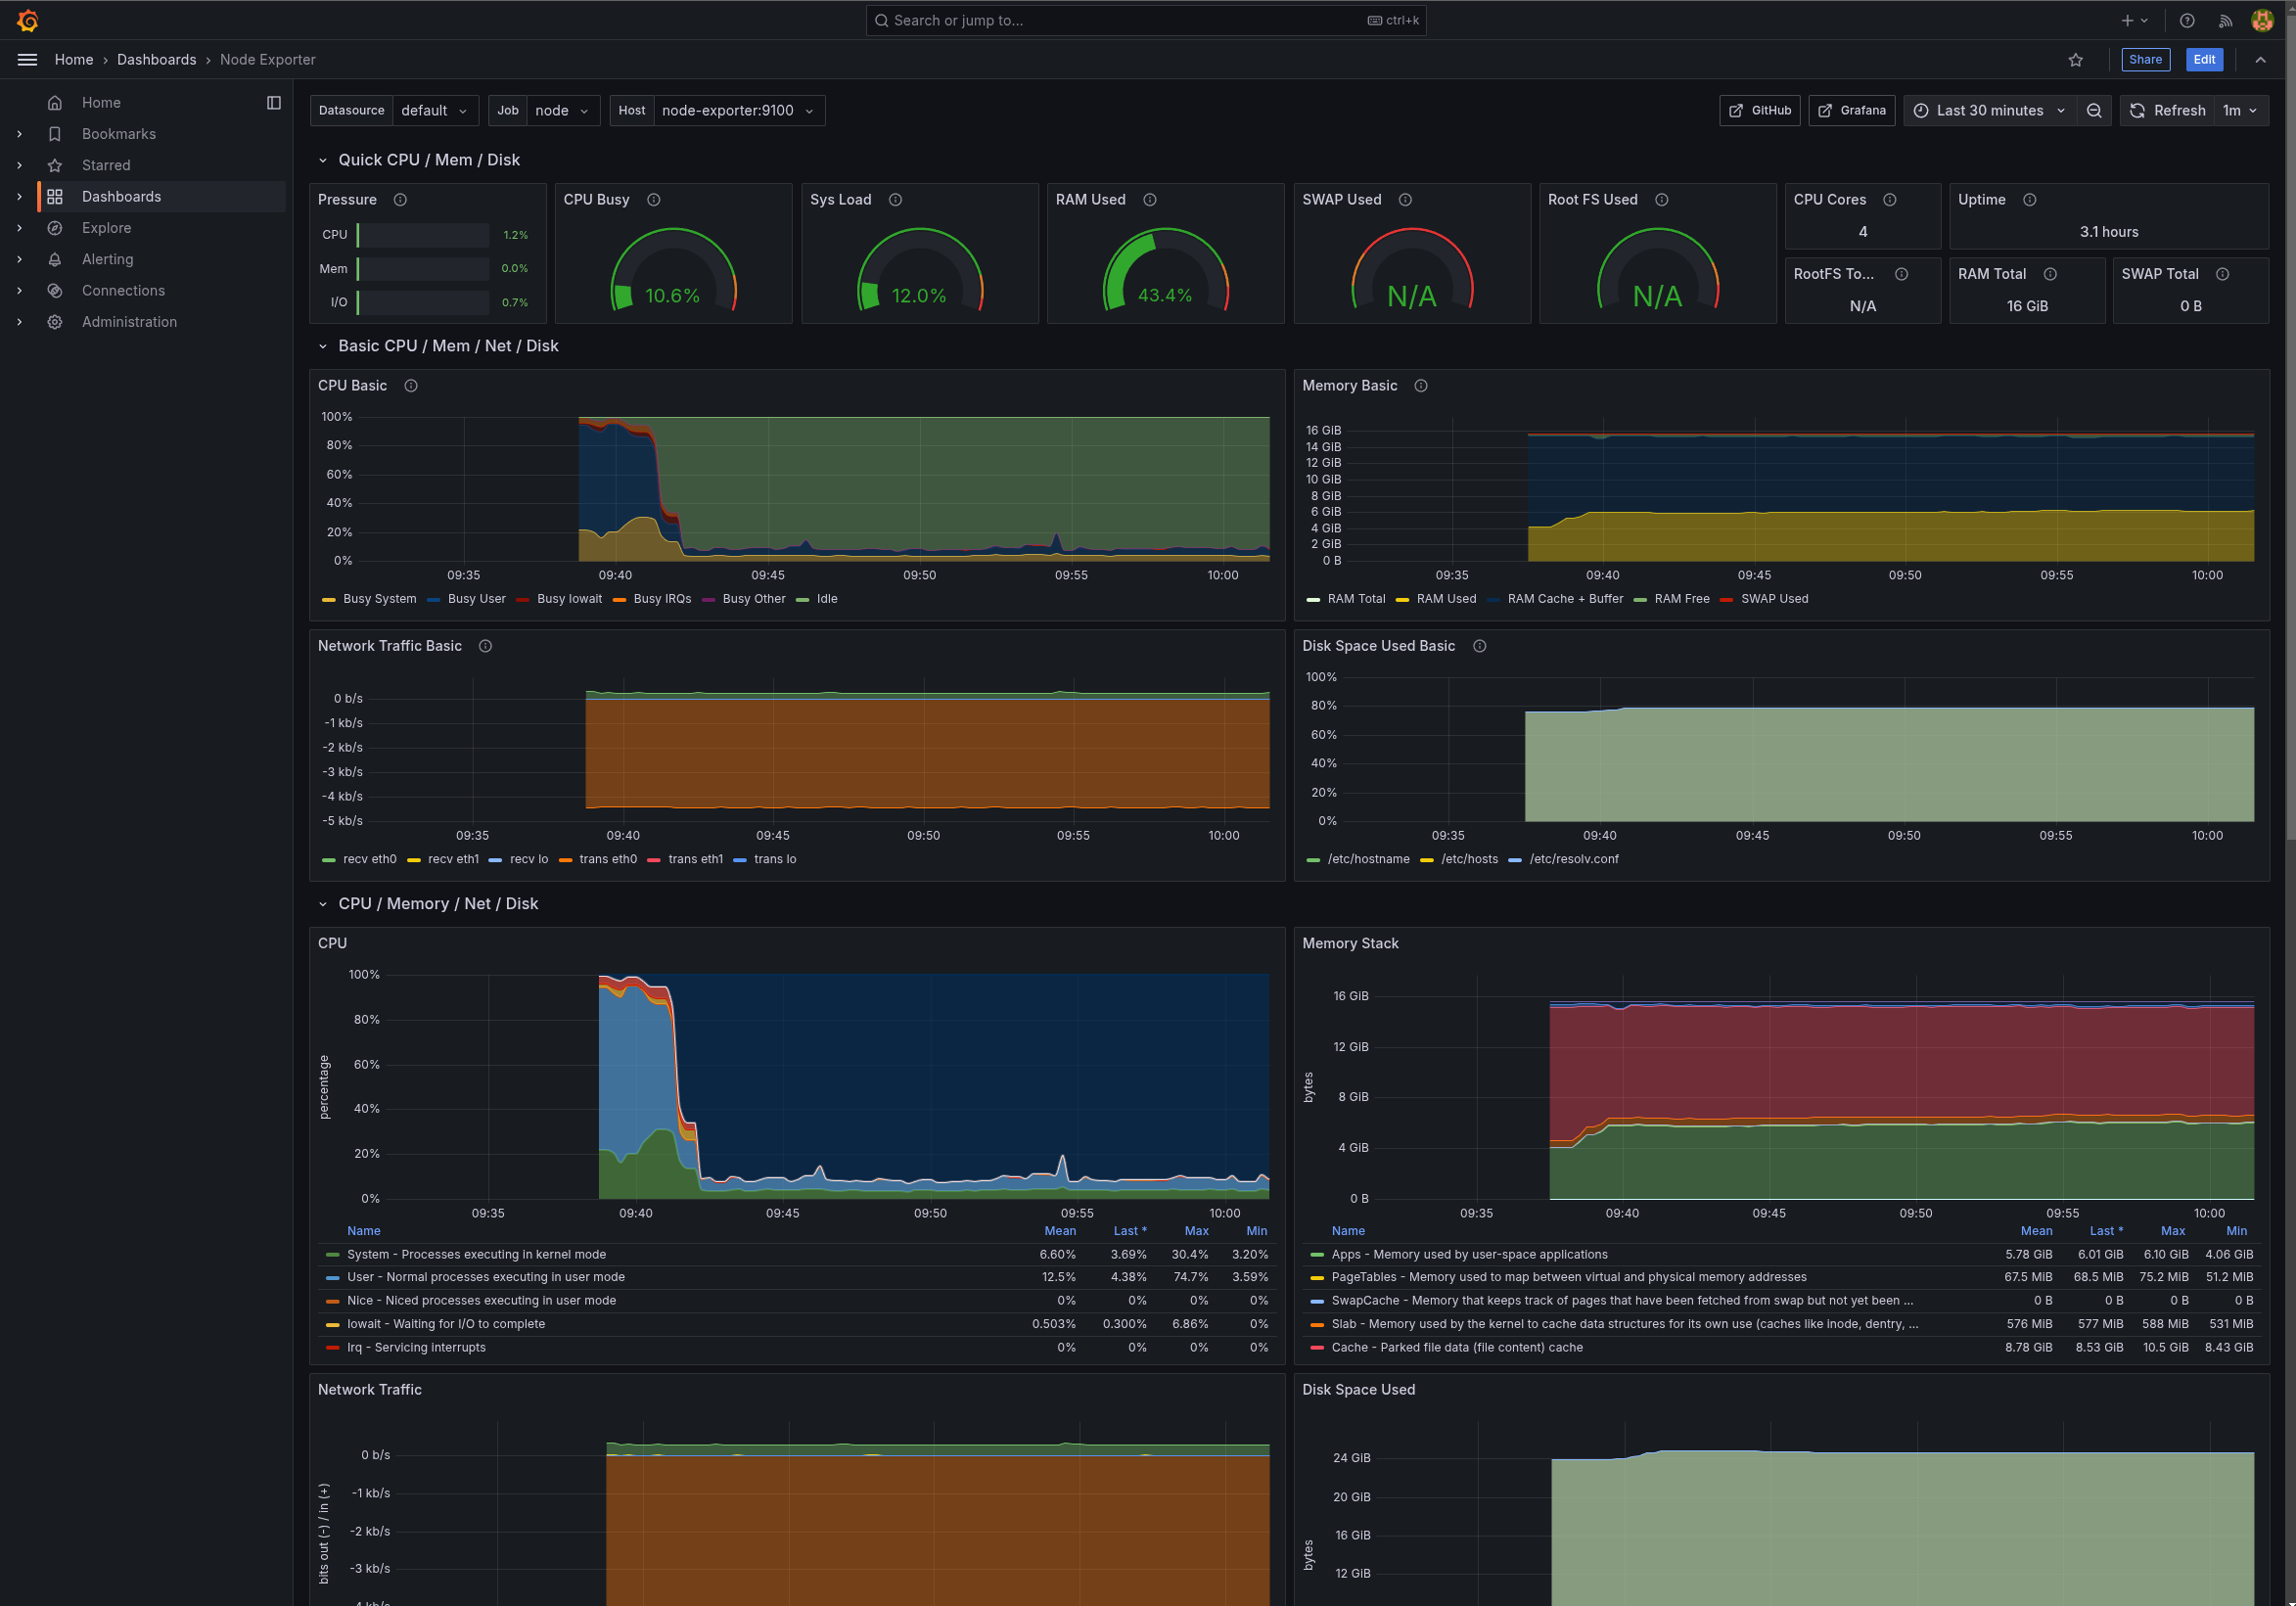 Search or jump to... ctrl+k
Home › Dashboards › Node Exporter Share Edit
Home
Bookmarks
Starred
Dashboards
Explore
Alerting
Connections
Administration
Datasource default Job node Host node-exporter:9100 GitHub Grafana Last 30 minutes Refresh 1m
Quick CPU / Mem / Disk
Pressure
CPU 1.2%
Mem 0.0%
I/O 0.7%
CPU Busy
10.6%
Sys Load
12.0%
RAM Used
43.4%
SWAP Used
N/A
Root FS Used
N/A
CPU Cores
4
Uptime
3.1 hours
RootFS To...
N/A
RAM Total
16 GiB
SWAP Total
0 B
Basic CPU / Mem / Net / Disk
CPU Basic
100%
80%
60%
40%
20%
0%
09:35 09:40 09:45 09:50 09:55 10:00
Busy System Busy User Busy Iowait Busy IRQs Busy Other Idle
Memory Basic
16 GiB
14 GiB
12 GiB
10 GiB
8 GiB
6 GiB
4 GiB
2 GiB
0 B
09:35 09:40 09:45 09:50 09:55 10:00
RAM Total RAM Used RAM Cache + Buffer RAM Free SWAP Used
Network Traffic Basic
0 b/s
-1 kb/s
-2 kb/s
-3 kb/s
-4 kb/s
-5 kb/s
09:35 09:40 09:45 09:50 09:55 10:00
recv eth0 recv eth1 recv lo trans eth0 trans eth1 trans lo
Disk Space Used Basic
100%
80%
60%
40%
20%
0%
09:35 09:40 09:45 09:50 09:55 10:00
/etc/hostname /etc/hosts /etc/resolv.conf
CPU / Memory / Net / Disk
CPU
percentage
100%
80%
60%
40%
20%
0%
09:35 09:40 09:45 09:50 09:55 10:00
Name Mean Last * Max Min
System - Processes executing in kernel mode 6.60% 3.69% 30.4% 3.20%
User - Normal processes executing in user mode 12.5% 4.38% 74.7% 3.59%
Nice - Niced processes executing in user mode 0% 0% 0% 0%
Iowait - Waiting for I/O to complete 0.503% 0.300% 6.86% 0%
Irq - Servicing interrupts 0% 0% 0% 0%
Memory Stack
bytes
16 GiB
12 GiB
8 GiB
4 GiB
0 B
09:35 09:40 09:45 09:50 09:55 10:00
Name Mean Last * Max Min
Apps - Memory used by user-space applications 5.78 GiB 6.01 GiB 6.10 GiB 4.06 GiB
PageTables - Memory used to map between virtual and physical memory addresses 67.5 MiB 68.5 MiB 75.2 MiB 51.2 MiB
SwapCache - Memory that keeps track of pages that have been fetched from swap but not yet been ... 0 B 0 B 0 B 0 B
Slab - Memory used by the kernel to cache data structures for its own use (caches like inode, dentry, ... 576 MiB 577 MiB 588 MiB 531 MiB
Cache - Parked file data (file content) cache 8.78 GiB 8.53 GiB 10.5 GiB 8.43 GiB
Network Traffic
bits out (-) / in (+)
0 b/s
-1 kb/s
-2 kb/s
-3 kb/s
-4 kb/s
Disk Space Used
bytes
24 GiB
20 GiB
16 GiB
12 GiB